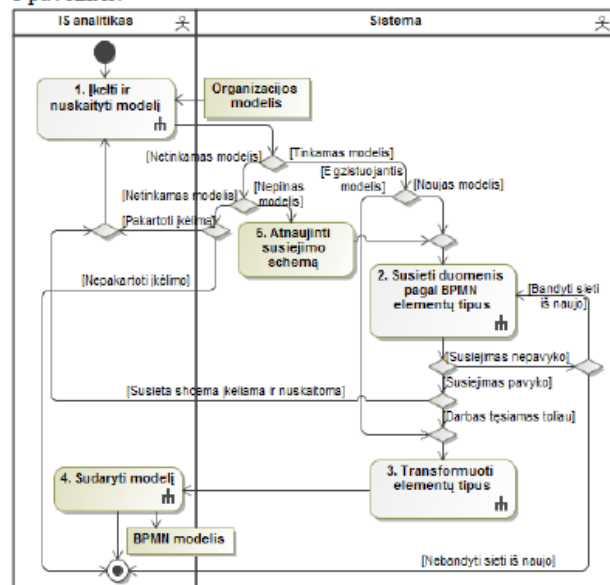 IS analitikas
Sistema
1. Įkelti ir
nuskaityti modelį
Organizacijos
modelis
[Netinkamas modelis]
[Tinkamas modelis]
[Egzistuojantis
modelis]
[Naujas modelis]
[Netinkamas modelis]
[Nepilnas
modelis]
[Pakartoti įkėlimą]
5. Atnaujinti
susiejimo
schemą
[Nepakartoti įkėlimo]
2. Susieti duomenis
pagal BPMN
elementų tipus
[Bandyti sieti
iš naujo]
[Susiejimas nepavyko]
[Susiejimas pavyko]
[Susieta shcema įkeliama ir nuskaitoma]
[Darbas tęsiamas toliau]
4. Sudaryti modelį
3. Transformuoti
elementų tipus
BPMN modelis
[Nebandyti sieti iš naujo]